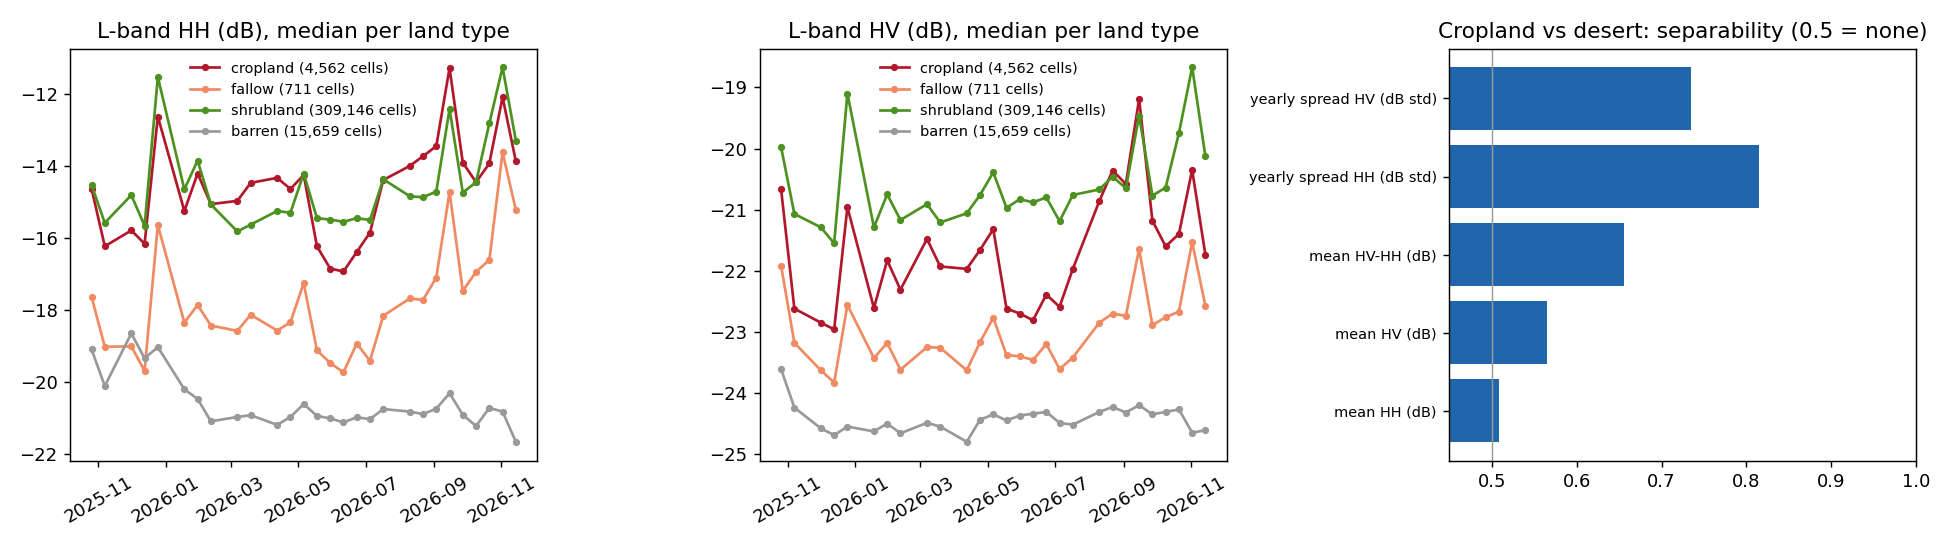 L-band HH (dB), median per land type
cropland (4,562 cells)
fallow (711 cells)
shrubland (309,146 cells)
barren (15,659 cells)
−12
−14
−16
−18
−20
−22
2025-11
2026-01
2026-03
2026-05
2026-07
2026-09
2026-11
L-band HV (dB), median per land type
cropland (4,562 cells)
fallow (711 cells)
shrubland (309,146 cells)
barren (15,659 cells)
−19
−20
−21
−22
−23
−24
−25
2025-11
2026-01
2026-03
2026-05
2026-07
2026-09
2026-11
Cropland vs desert: separability (0.5 = none)
yearly spread HV (dB std)
yearly spread HH (dB std)
mean HV-HH (dB)
mean HV (dB)
mean HH (dB)
0.5
0.6
0.7
0.8
0.9
1.0